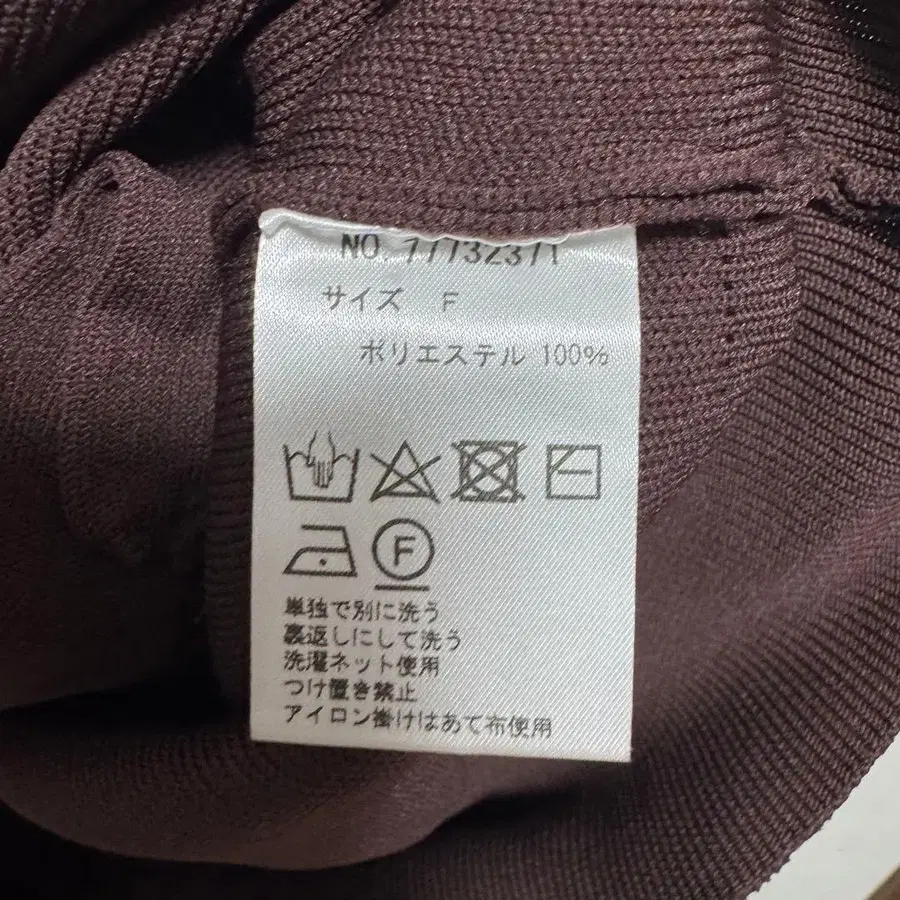 NO. 77732371
サイズ F
ポリエステル 100%
F
単独で別に洗う
裏返しにして洗う
洗濯ネット使用
つけ置き禁止
アイロン掛けはあて布使用